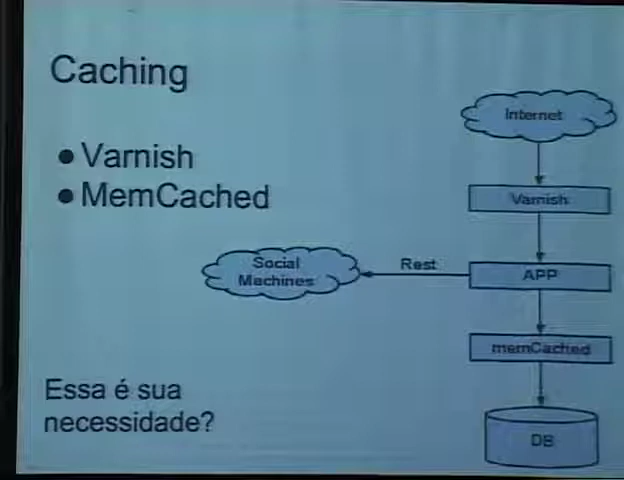 Caching
● Varnish
● MemCached
Essa é sua
necessidade?
Internet
Varnish
Social
Machines
Rest
APP
memCached
DB